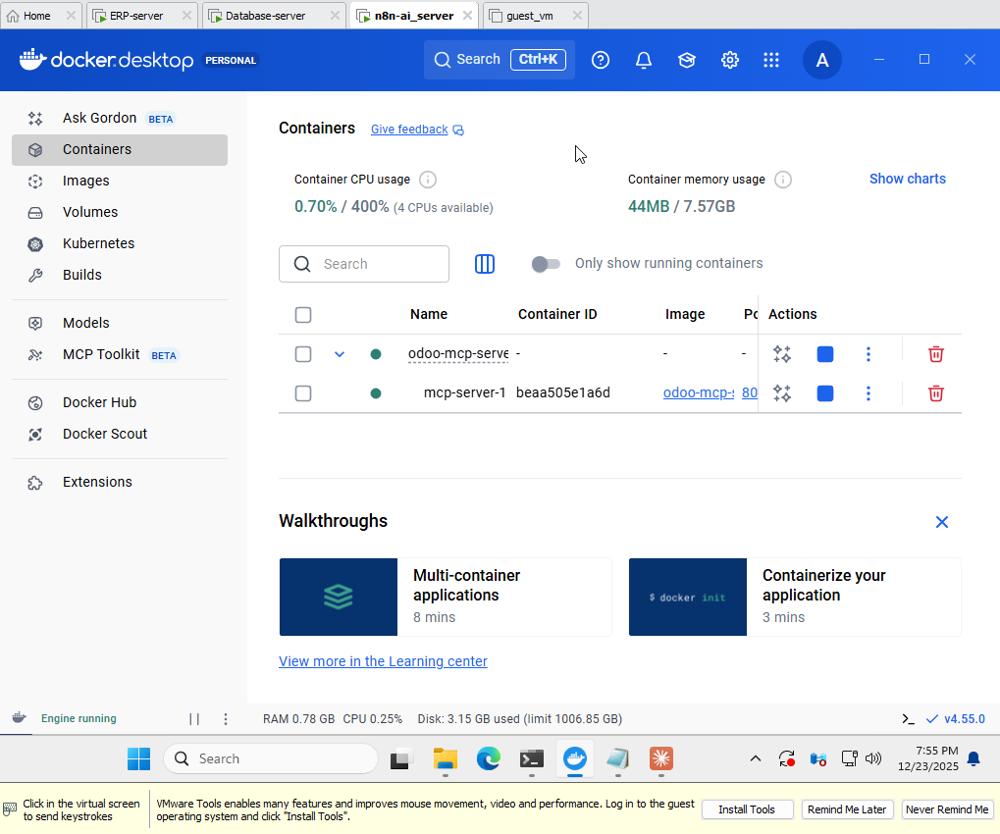 Home
ERP-server
Database-server
n8n-ai_server
guest_vm
docker.desktop PERSONAL
Search Ctrl+K
A
Ask Gordon BETA
Containers
Images
Volumes
Kubernetes
Builds
Models
MCP Toolkit BETA
Docker Hub
Docker Scout
Extensions
Containers Give feedback
Container CPU usage
0.70% / 400% (4 CPUs available)
Container memory usage
44MB / 7.57GB
Show charts
Search
Only show running containers
Name Container ID Image Po Actions
odoo-mcp-serve - - -
mcp-server-1 beaa505e1a6d odoo-mcp-s 80
Walkthroughs
Multi-container
applications
8 mins
$ docker init
Containerize your
application
3 mins
View more in the Learning center
Engine running
RAM 0.78 GB CPU 0.25% Disk: 3.15 GB used (limit 1006.85 GB)
v4.55.0
Search
7:55 PM
12/23/2025
Click in the virtual screen
to send keystrokes
VMware Tools enables many features and improves mouse movement, video and performance. Log in to the guest
operating system and click "Install Tools".
Install Tools
Remind Me Later
Never Remind Me